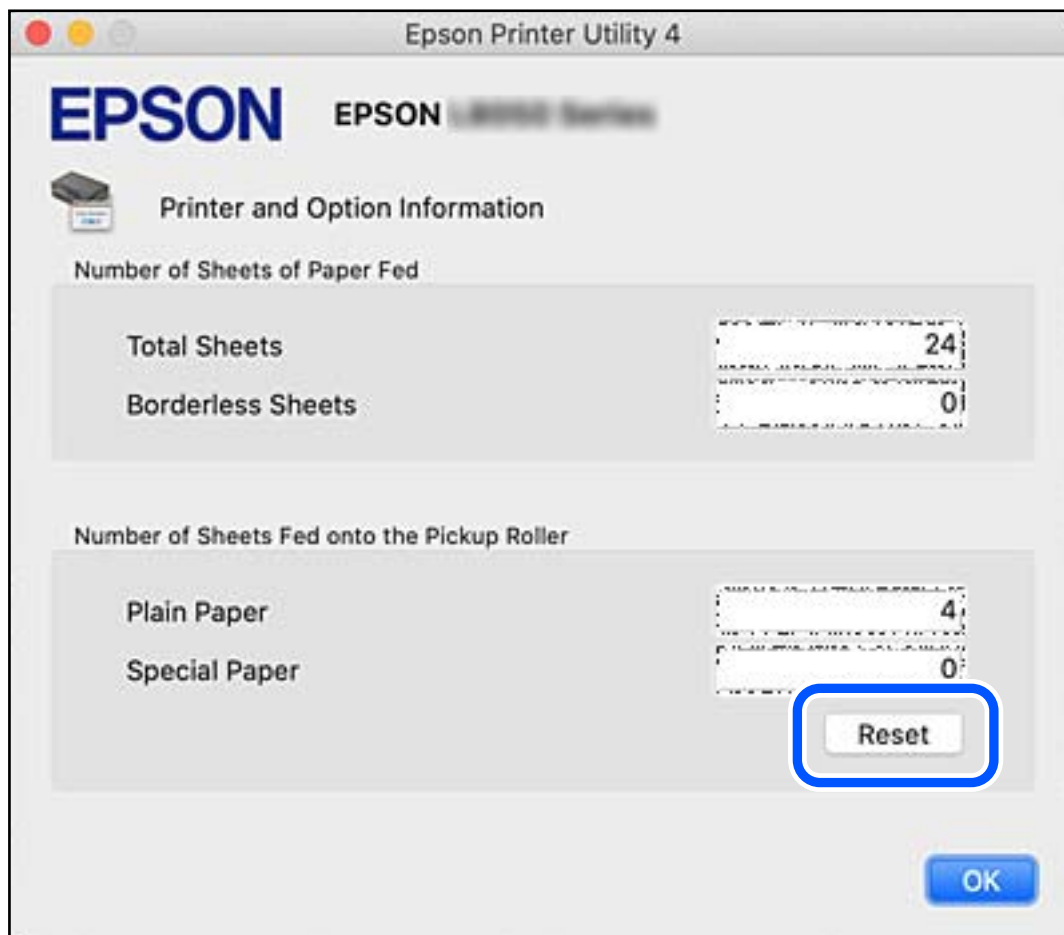 Epson Printer Utility 4
EPSON EPSON
Printer and Option Information
Number of Sheets of Paper Fed
Total Sheets 24
Borderless Sheets 0
Number of Sheets Fed onto the Pickup Roller
Plain Paper 4
Special Paper 0
Reset
OK